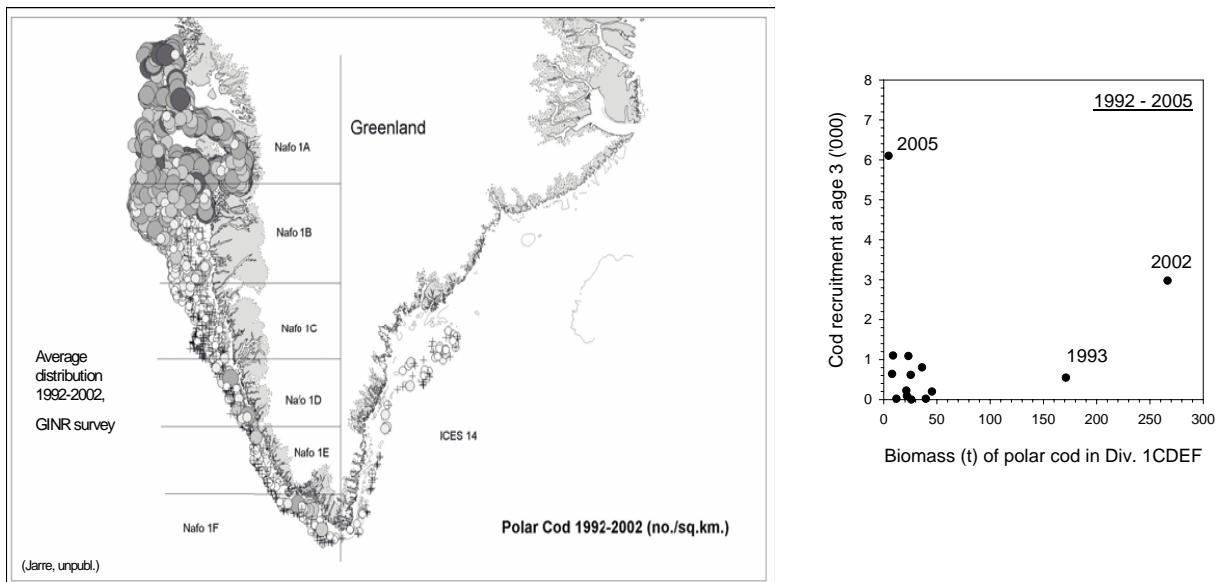 Greenland
Nafo 1A
Nafo 1B
Nafo 1C
Na'o 1D
Nafo 1E
Nafo 1F
ICES 14
Average
distribution
1992-2002,
GINR survey
Polar Cod 1992-2002 (no./sq.km.)
(Jarre, unpubl.)
1992 - 2005
Cod recruitment at age 3 ('000)
8
7
6
5
4
3
2
1
0
2005
2002
1993
0 50 100 150 200 250 300
Biomass (t) of polar cod in Div. 1CDEF